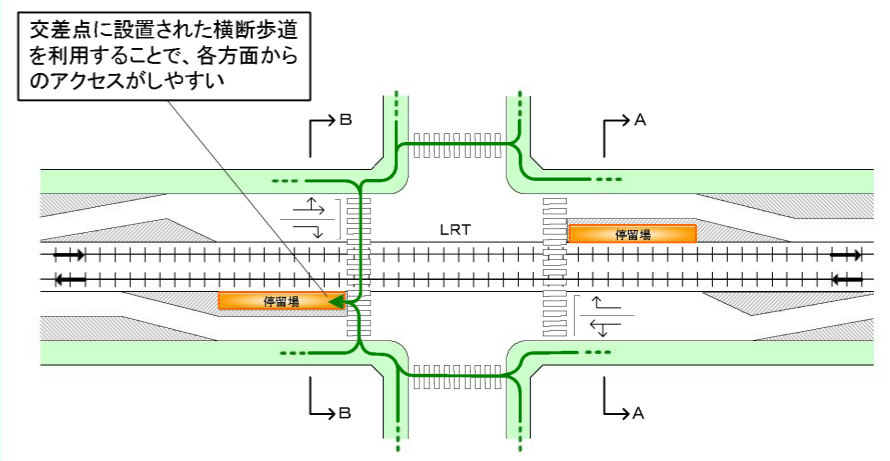 交差点に設置された横断歩道
を利用することで、各方面から
のアクセスがしやすい
B
A
LRT
停留場
停留場
B
A